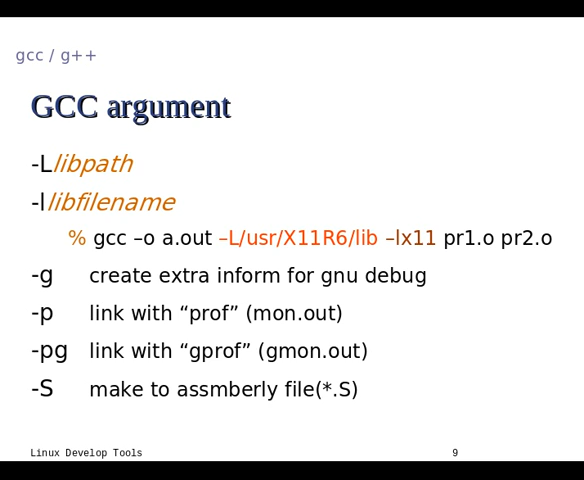 gcc / g++
GCC argument
-Llibpath
-llibfilename
% gcc –o a.out –L/usr/X11R6/lib –lx11 pr1.o pr2.o
-g create extra inform for gnu debug
-p link with “prof” (mon.out)
-pg link with “gprof” (gmon.out)
-S make to assmberly file(*.S)
Linux Develop Tools 9